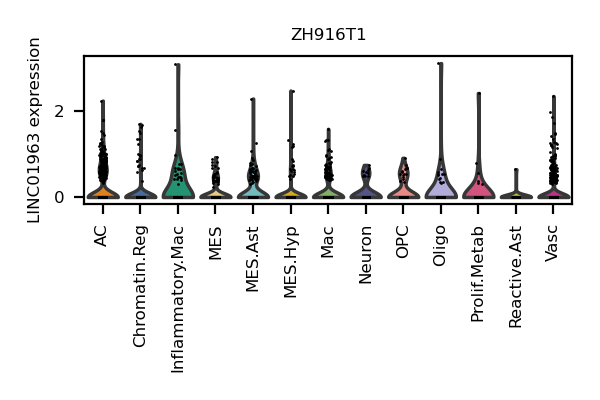 ZH916T1
LINC01963 expression
2
0
AC
Chromatin.Reg
Inflammatory.Mac
MES
MES.Ast
MES.Hyp
Mac
Neuron
OPC
Oligo
Prolif.Metab
Reactive.Ast
Vasc